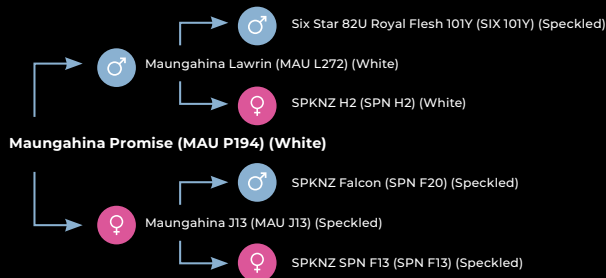 Six Star 82U Royal Flesh 101Y (SIX 101Y) (Speckled)
Maungahina Lawrin (MAU L272) (White)
SPKNZ H2 (SPN H2) (White)
Maungahina Promise (MAU P194) (White)
SPKNZ Falcon (SPN F20) (Speckled)
Maungahina J13 (MAU J13) (Speckled)
SPKNZ SPN F13 (SPN F13) (Speckled)